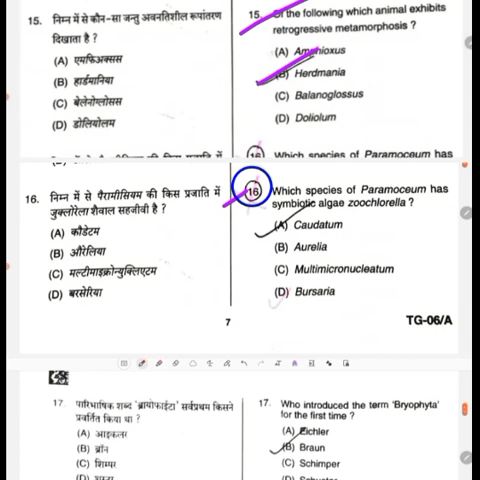 15. निम्न में से कौन-सा जन्तु अवनतिशील रूपांतरण
दिखाता है ?
(A) एमफिअक्सस
(B) हार्डमानिया
(C) बेलेनोग्लोसस
(D) डोलियोलम
15. Of the following which animal exhibits
retrogressive metamorphosis ?
(A) Amphioxus
(B) Herdmania
(C) Balanoglossus
(D) Doliolum
(16) Which species of Paramoceum has
16. निम्न में से पैरामीसियम की किस प्रजाति में
जुक्लोरेला शैवाल सहजीवी है ?
(A) कौडेटम
(B) औरेलिया
(C) मल्टीमाइक्रोन्युक्लिएटम
(D) बरसेरिया
16. Which species of Paramoceum has
symbiotic algae zoochlorella ?
(A) Caudatum
(B) Aurelia
(C) Multimicronucleatum
(D) Bursaria
7
TG-06/A
17. पारिभाषिक शब्द 'ब्रायोफाईटा' सर्वप्रथम किसने
प्रवर्तित किया था ?
(A) आइकलर
(B) ब्रॉन
(C) शिम्पर
(D)
17. Who introduced the term 'Bryophyta'
for the first time ?
(A) Eichler
(B) Braun
(C) Schimper
(D)